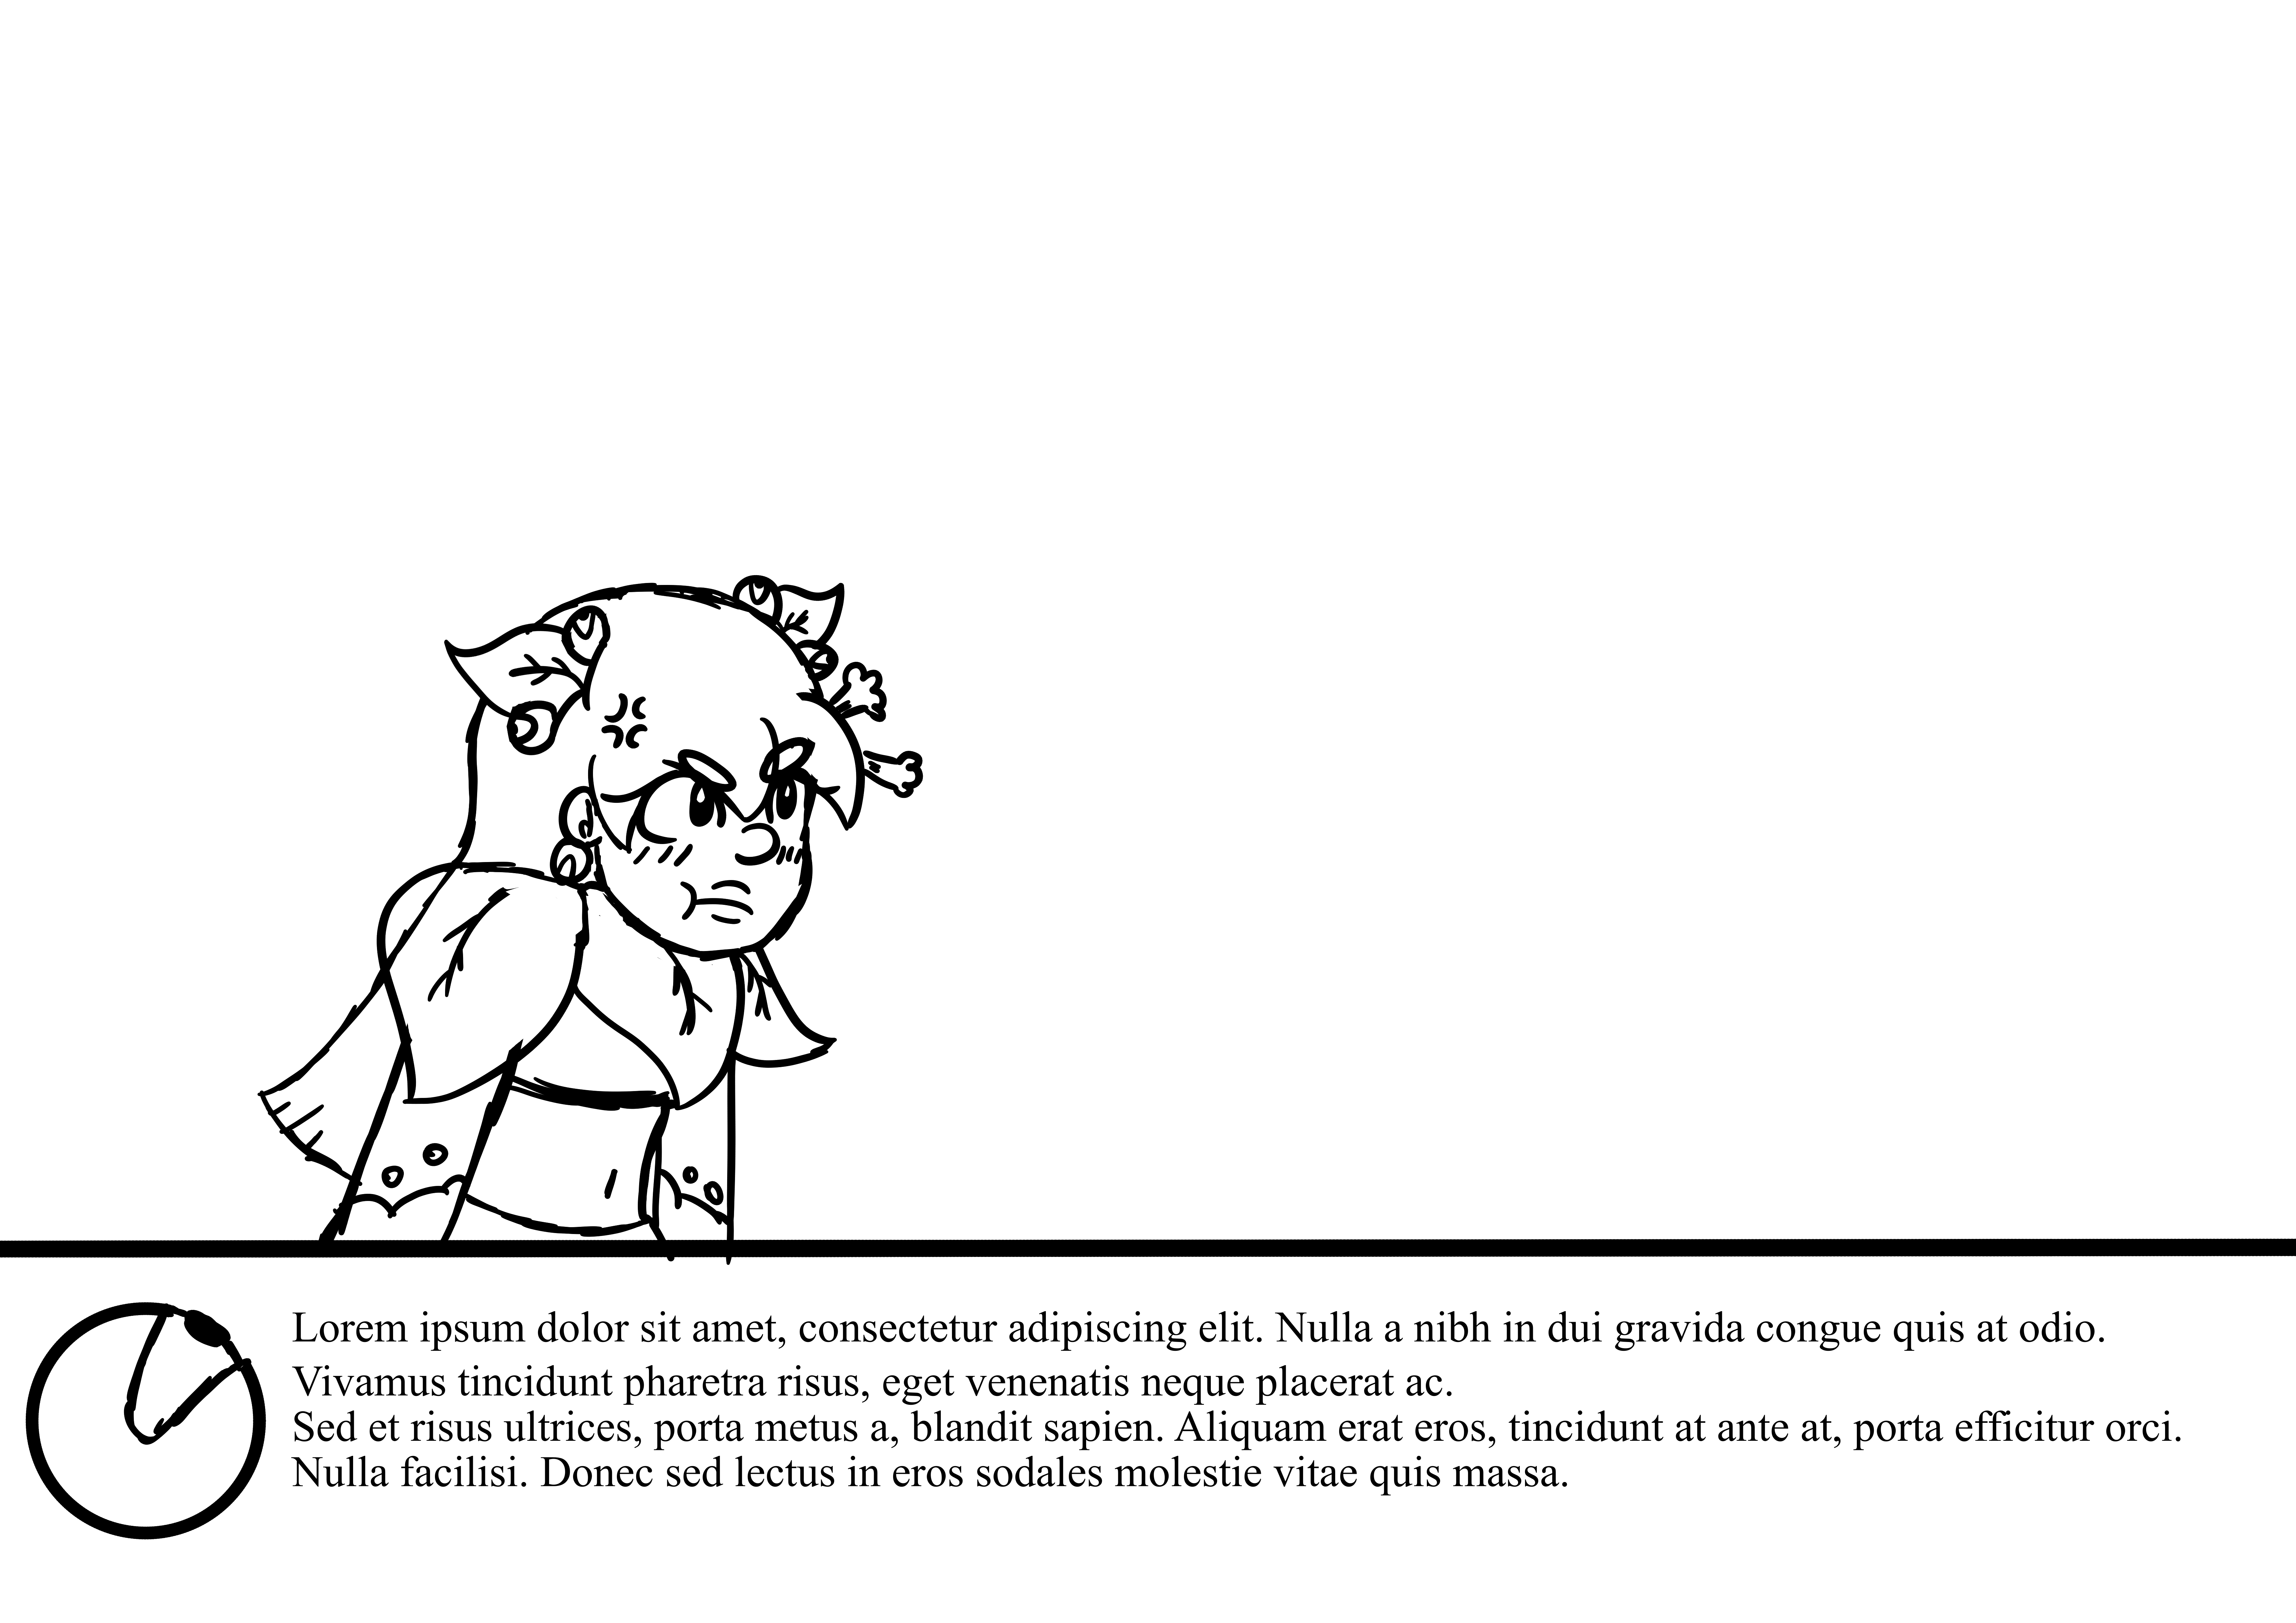 Lorem ipsum dolor sit amet, consectetur adipiscing elit. Nulla a nibh in dui gravida congue quis at odio.
Vivamus tincidunt pharetra risus, eget venenatis neque placerat ac.
Sed et risus ultrices, porta metus a, blandit sapien. Aliquam erat eros, tincidunt at ante at, porta efficitur orci.
Nulla facilisi. Donec sed lectus in eros sodales molestie vitae quis massa.